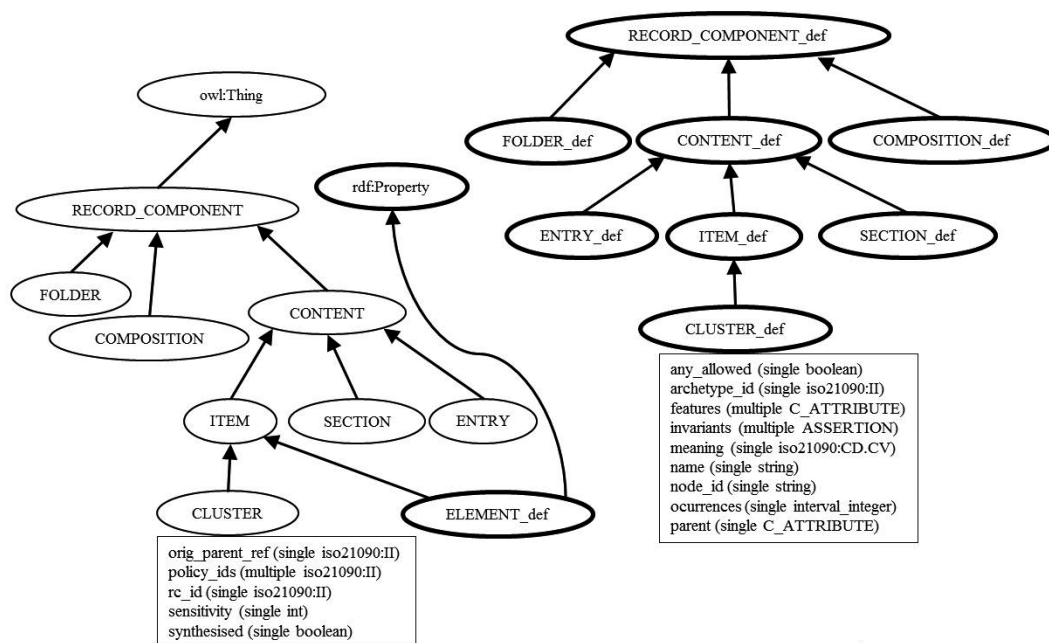 RECORD_COMPONENT_def
owl:Thing
FOLDER_def
CONTENT_def
COMPOSITION_def
rdf:Property
RECORD_COMPONENT
ENTRY_def
ITEM_def
SECTION_def
FOLDER
CONTENT
COMPOSITION
CLUSTER_def
any_allowed (single boolean)
archetype_id (single iso21090:II)
features (multiple C_ATTRIBUTE)
invariants (multiple ASSERTION)
meaning (single iso21090:CD.CV)
name (single string)
node_id (single string)
ocurrences (single interval_integer)
parent (single C_ATTRIBUTE)
ITEM
SECTION
ENTRY
CLUSTER
ELEMENT_def
orig_parent_ref (single iso21090:II)
policy_ids (multiple iso21090:II)
rc_id (single iso21090:II)
sensitivity (single int)
synthesised (single boolean)